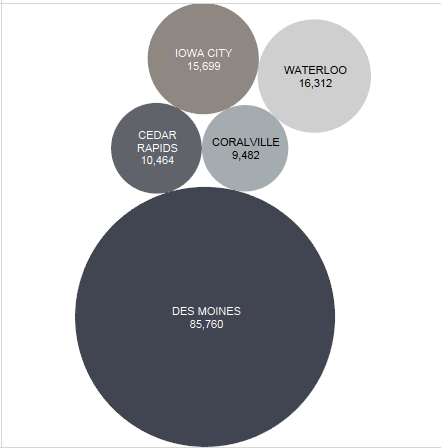 IOWA CITY
15,699
WATERLOO
16,312
CEDAR
RAPIDS
10,464
CORALVILLE
9,482
DES MOINES
85,760